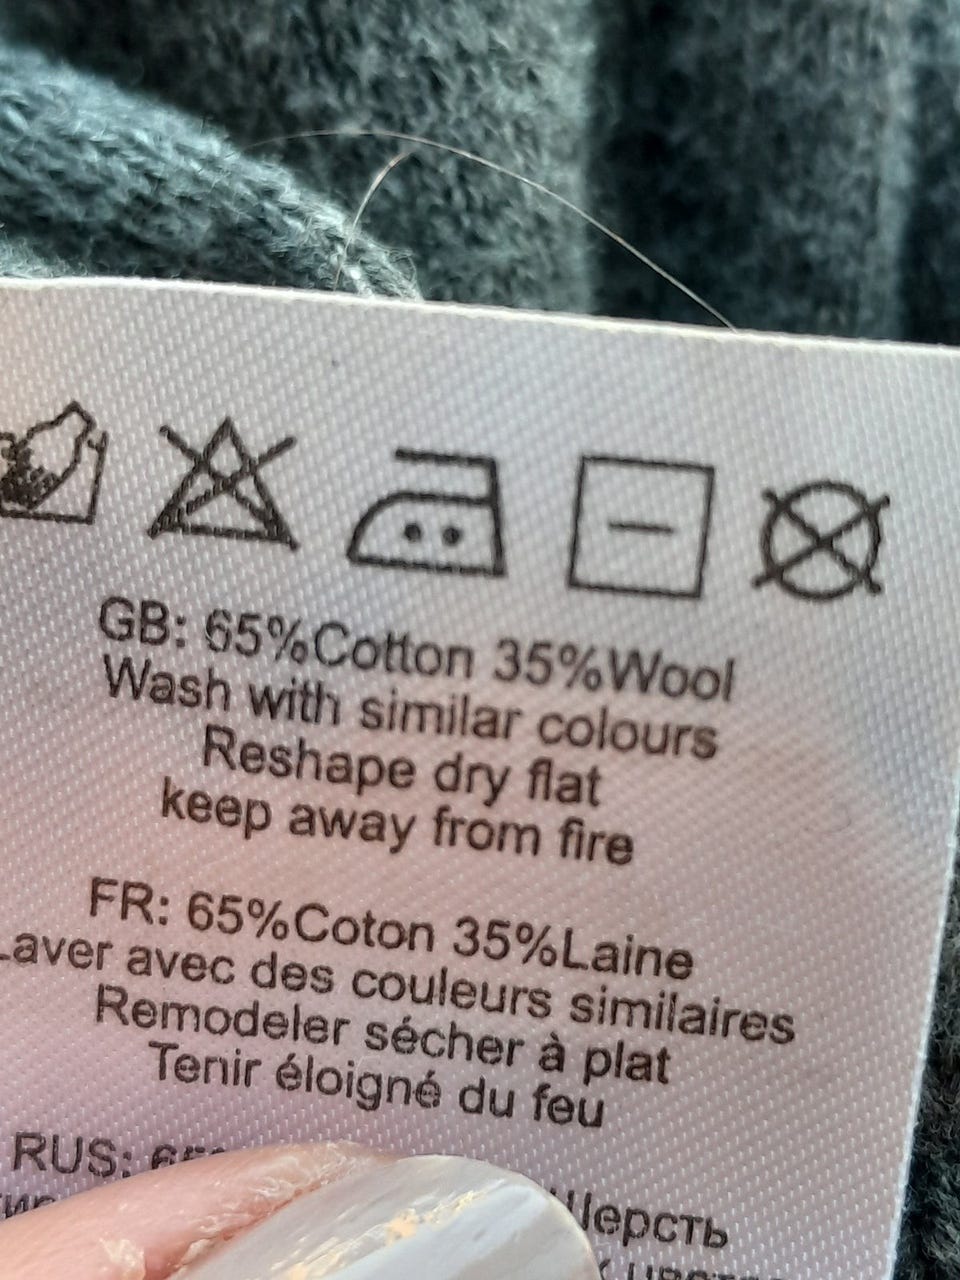 GB: 65%Cotton 35%Wool
Wash with similar colours
Reshape dry flat
keep away from fire
FR: 65%Coton 35%Laine
Laver avec des couleurs similaires
Remodeler sécher à plat
Tenir éloigné du feu
RUS: